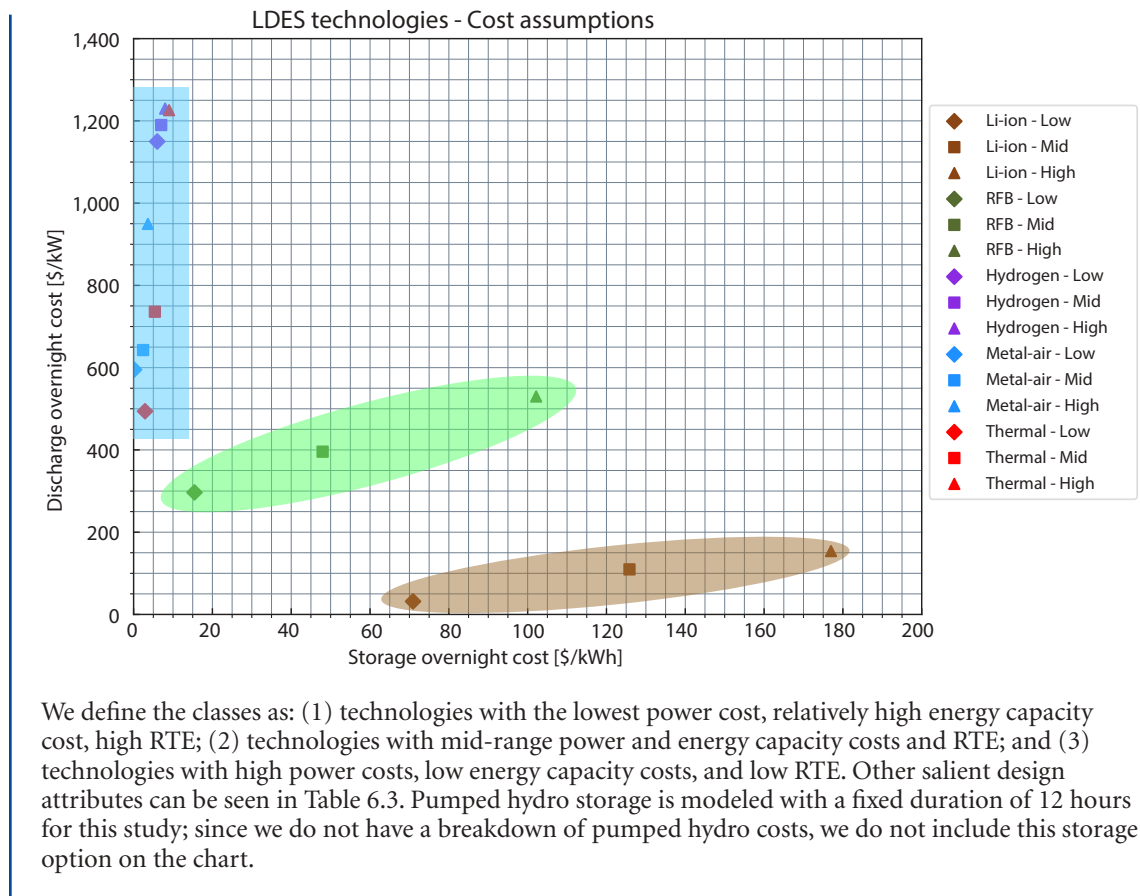 LDES technologies - Cost assumptions
1,400
1,200
1,000
800
600
400
200
0
Discharge overnight cost [$/kW]
0 20 40 60 80 100 120 140 160 180 200
Storage overnight cost [$/kWh]
Li-ion - Low
Li-ion - Mid
Li-ion - High
RFB - Low
RFB - Mid
RFB - High
Hydrogen - Low
Hydrogen - Mid
Hydrogen - High
Metal-air - Low
Metal-air - Mid
Metal-air - High
Thermal - Low
Thermal - Mid
Thermal - High
We define the classes as: (1) technologies with the lowest power cost, relatively high energy capacity
cost, high RTE; (2) technologies with mid-range power and energy capacity costs and RTE; and (3)
technologies with high power costs, low energy capacity costs, and low RTE. Other salient design
attributes can be seen in Table 6.3. Pumped hydro storage is modeled with a fixed duration of 12 hours
for this study; since we do not have a breakdown of pumped hydro costs, we do not include this storage
option on the chart.